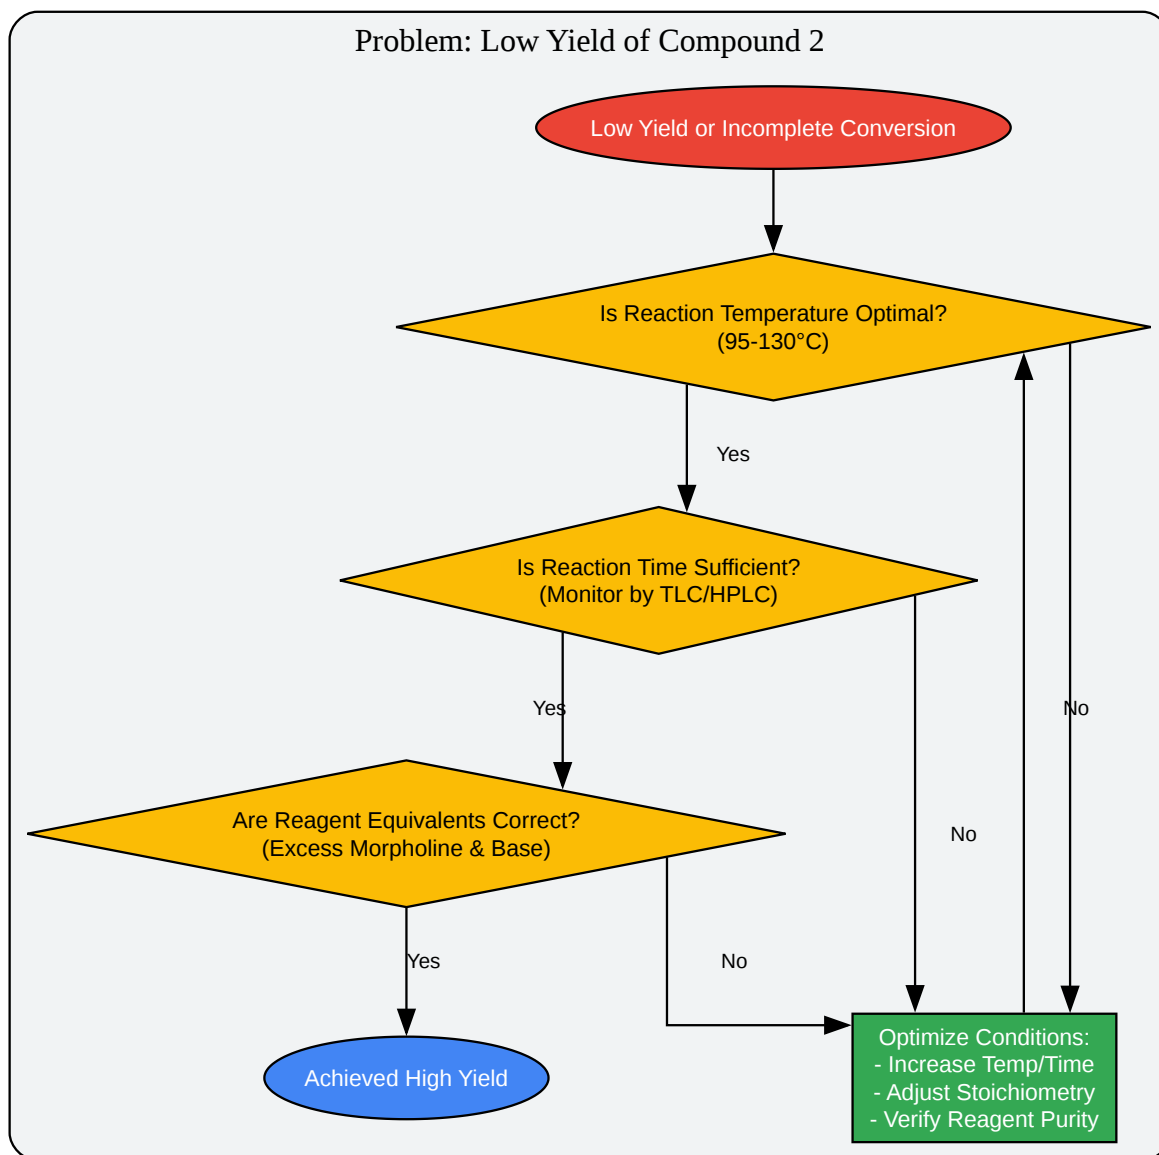 Problem: Low Yield of Compound 2
Low Yield or Incomplete Conversion
Is Reaction Temperature Optimal?
(95-130°C)
Yes
Is Reaction Time Sufficient?
(Monitor by TLC/HPLC)
Yes
No
Are Reagent Equivalents Correct?
(Excess Morpholine & Base)
No
Yes
No
Achieved High Yield
Optimize Conditions:
- Increase Temp/Time
- Adjust Stoichiometry
- Verify Reagent Purity